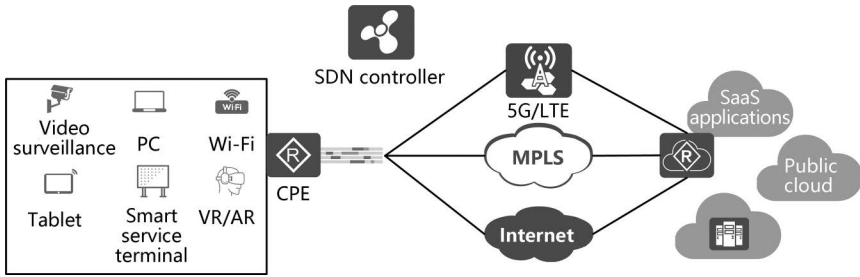 SDN controller
Video
surveillance
PC
Wi-Fi
WiFi
Tablet
Smart
service
terminal
VR/AR
R
CPE
5G/LTE
MPLS
Internet
R
SaaS
applications
Public
cloud